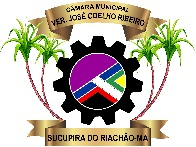 CÂMARA MUNICIPAL
VER. JOSÉ COELHO RIBEIRO
SUCUPIRA DO RIACHÃO-MA